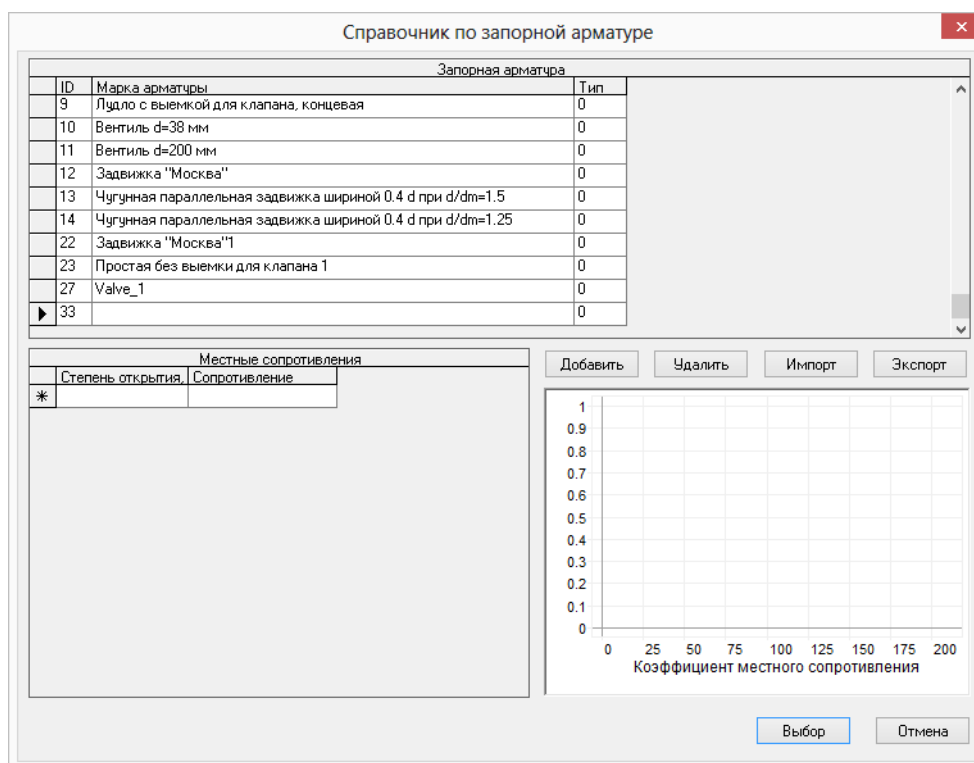 Справочник по запорной арматуре
Запорная арматура
ID Марка арматуры Тип
9 Лудло с выемкой для клапана, концевая 0
10 Вентиль d=38 мм 0
11 Вентиль d=200 мм 0
12 Задвижка "Москва" 0
13 Чугунная параллельная задвижка шириной 0.4 d при d/dm=1.5 0
14 Чугунная параллельная задвижка шириной 0.4 d при d/dm=1.25 0
22 Задвижка "Москва"1 0
23 Простая без выемки для клапана 1 0
27 Valve_1 0
33 0
Местные сопротивления
Степень открытия, Сопротивление
Добавить Удалить Импорт Экспорт
1
0.9
0.8
0.7
0.6
0.5
0.4
0.3
0.2
0.1
0
0 25 50 75 100 125 150 175 200
Коэффициент местного сопротивления
Выбор Отмена